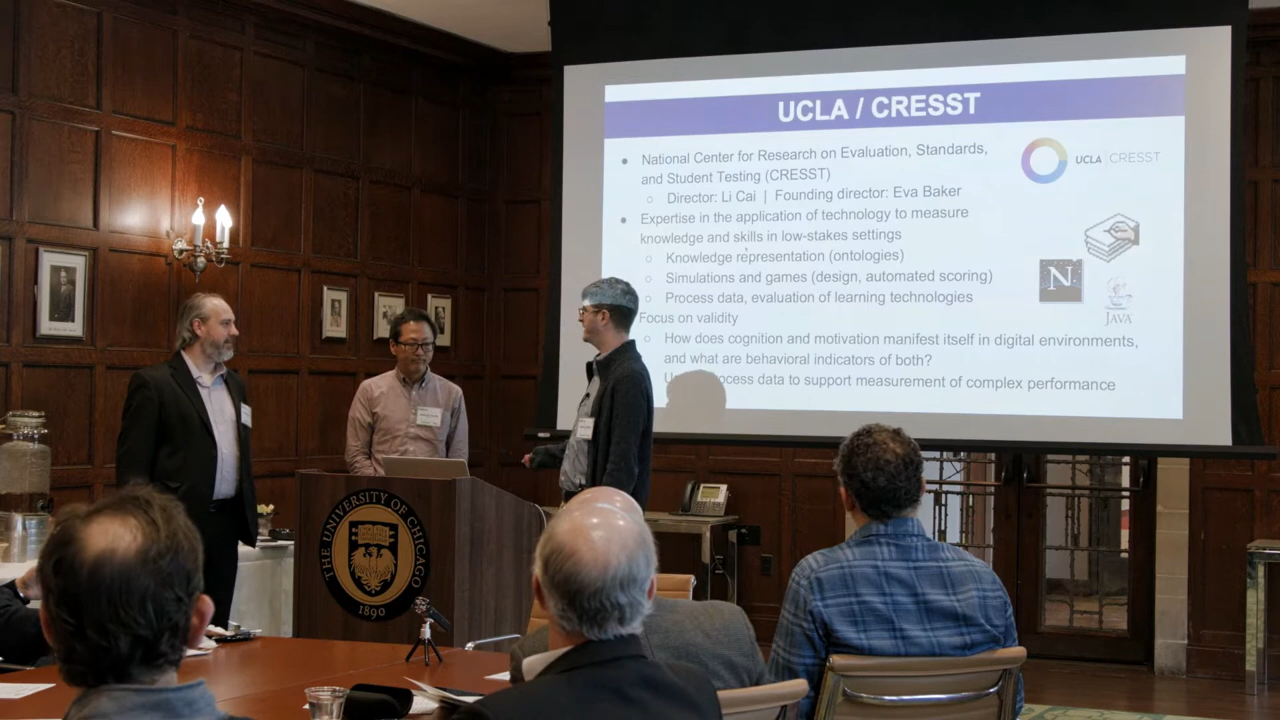 UCLA / CRESST
National Center for Research on Evaluation, Standards,
and Student Testing (CRESST)
Director: Li Cai | Founding director: Eva Baker
Expertise in the application of technology to measure
knowledge and skills in low-stakes settings
Knowledge representation (ontologies)
Simulations and games (design, automated scoring)
Process data, evaluation of learning technologies
Focus on validity
How does cognition and motivation manifest itself in digital environments,
and what are behavioral indicators of both?
process data to support measurement of complex performance
UCLA | CRESST
N
JAVA
THE UNIVERSITY OF CHICAGO
1890